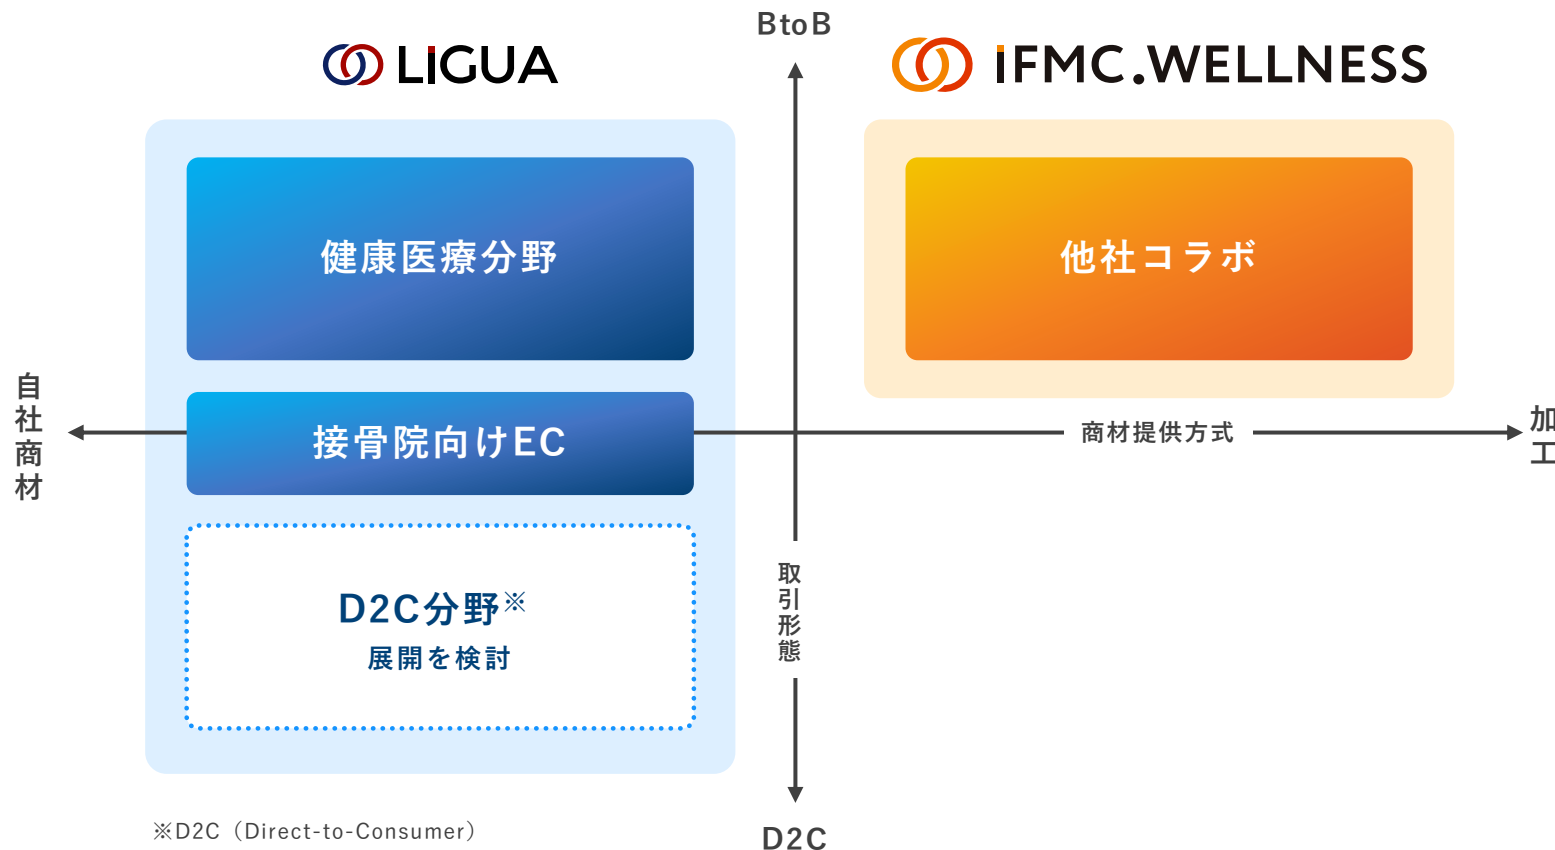 BtoB
LiGUA
iFMC.WELLNESS
健康医療分野
他社コラボ
自社商材
接骨院向けEC
商材提供方式
加工
D2C分野※
展開を検討
取引形態
※D2C（Direct-to-Consumer）
D2C